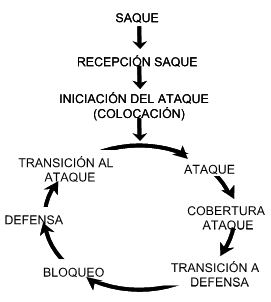 SAQUE
RECEPCIÓN SAQUE
INICIACIÓN DEL ATAQUE
(COLOCACIÓN)
TRANSICIÓN AL
ATAQUE
ATAQUE
COBERTURA
ATAQUE
TRANSICIÓN A
DEFENSA
BLOQUEO
DEFENSA